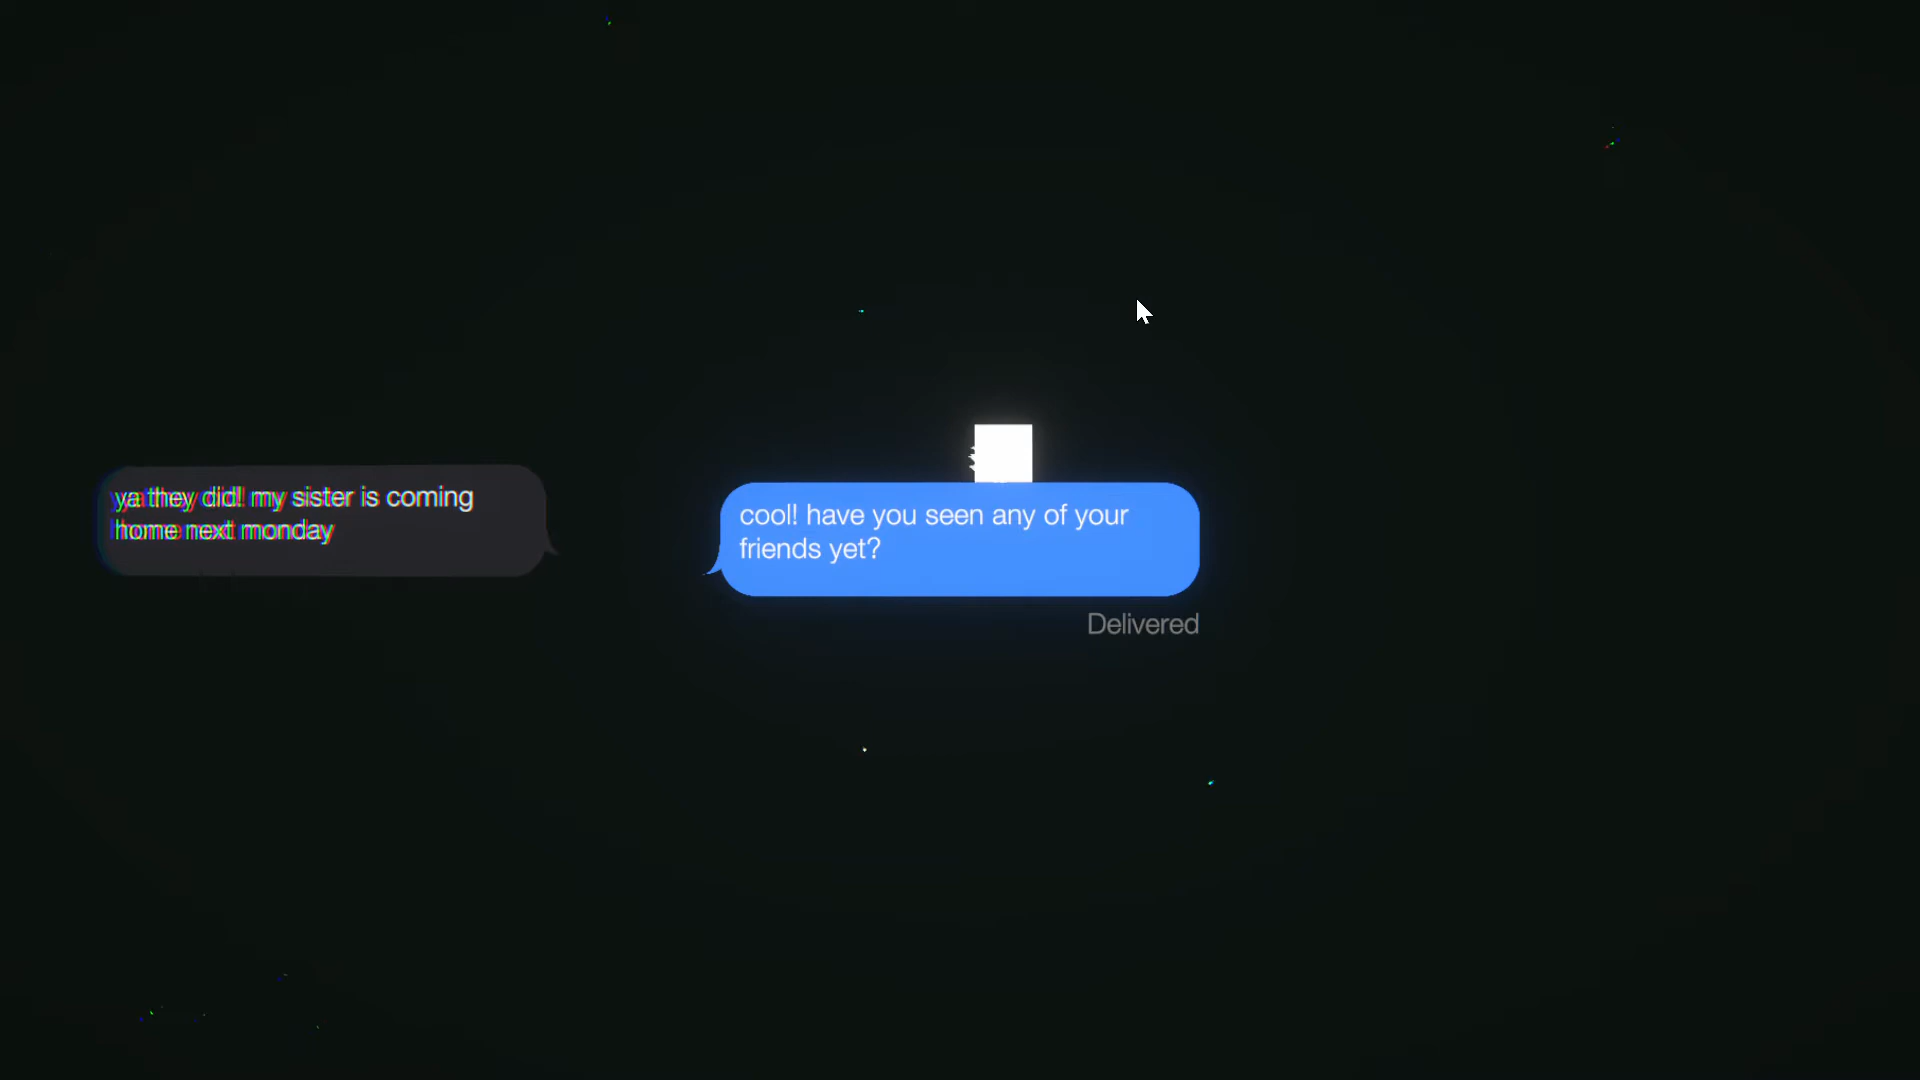 ya they did! my sister is coming
home next monday
cool! have you seen any of your
friends yet?
Delivered